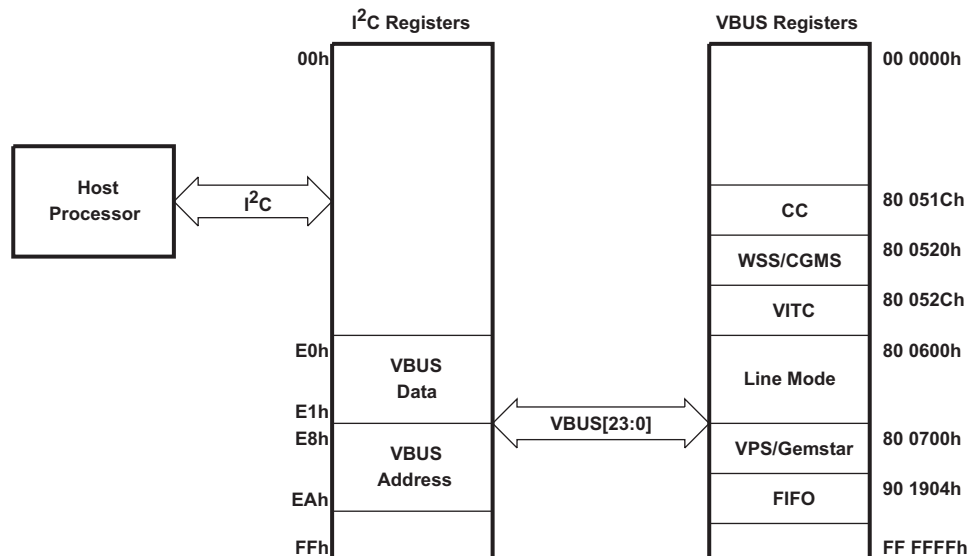 I2C Registers
VBUS Registers
00h
00 0000h
Host
Processor
I2C
CC
80 051Ch
WSS/CGMS
80 0520h
VITC
80 052Ch
E0h
VBUS
Data
Line Mode
80 0600h
E1h
VBUS[23:0]
E8h
VBUS
Address
VPS/Gemstar
80 0700h
EAh
FIFO
90 1904h
FFh
FF FFFFh